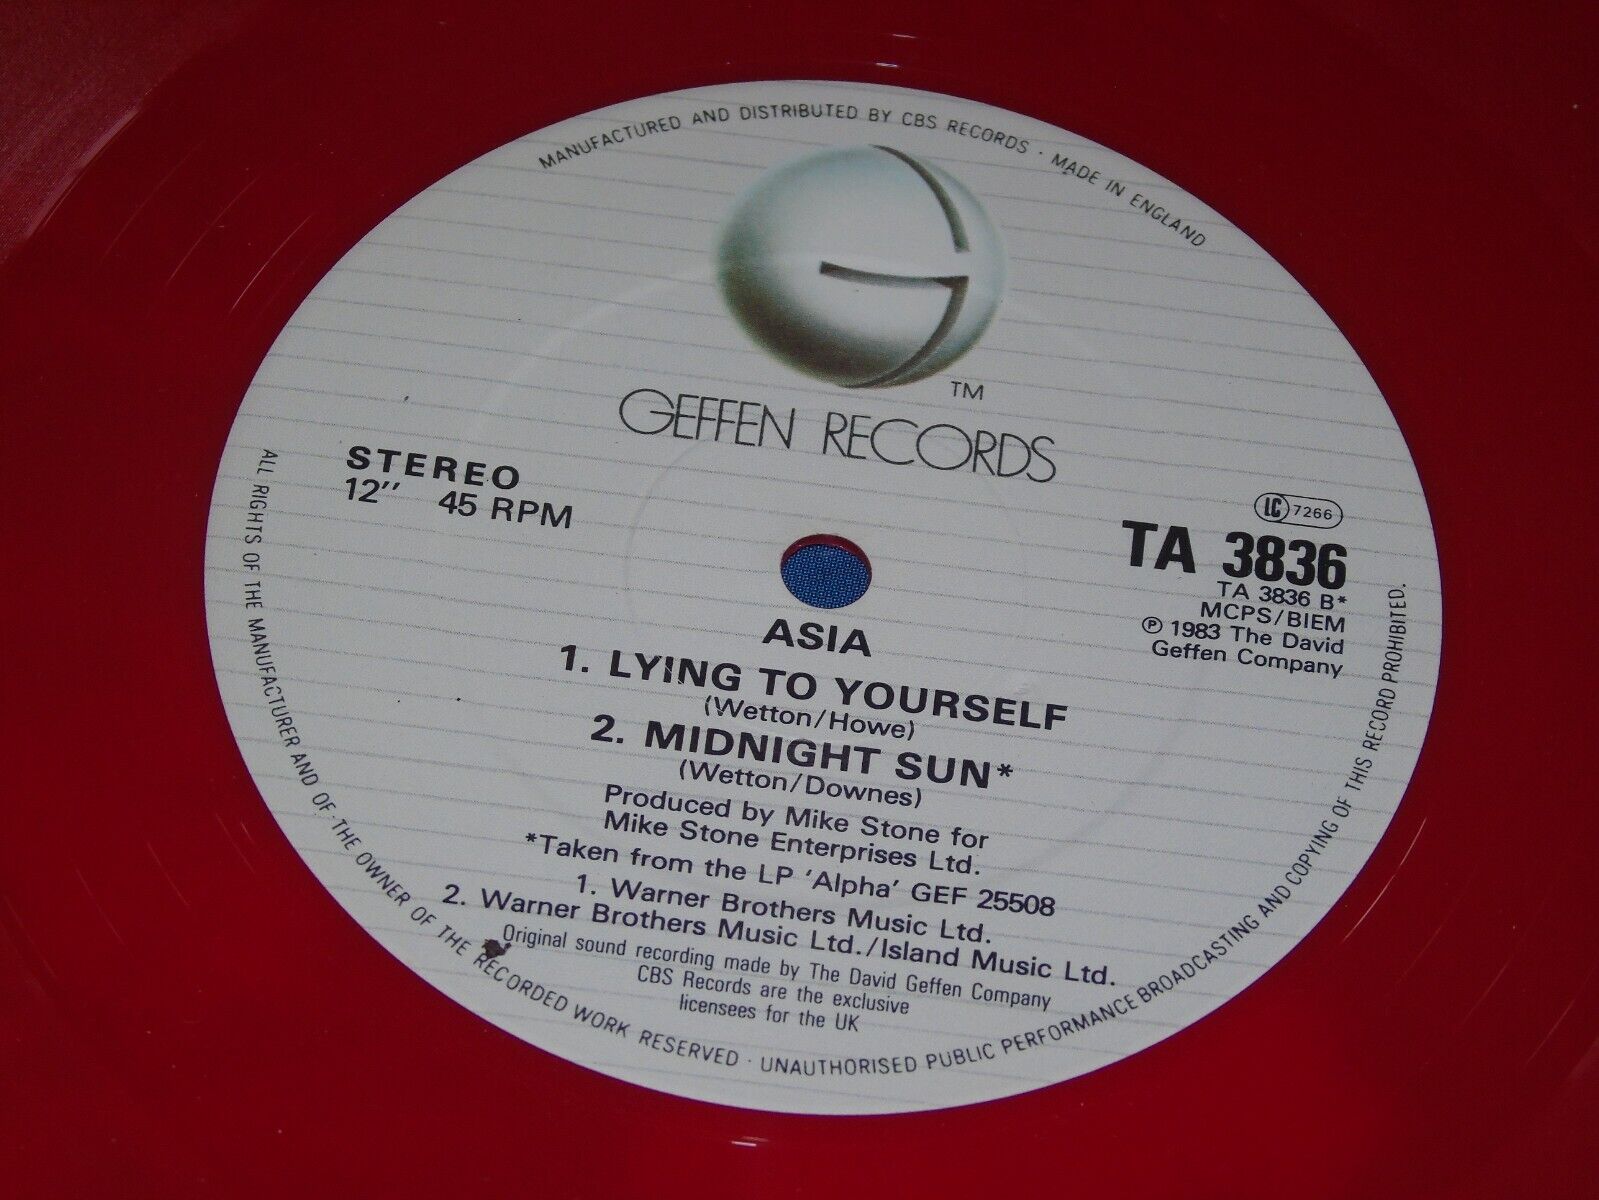 MANUFACTURED AND DISTRIBUTED BY CBS RECORDS · MADE IN ENGLAND
TM
GEFFEN RECORDS
STEREO
12" 45 RPM
LC 7266
TA 3836
TA 3836 B*
MCPS/BIEM
℗ 1983 The David
Geffen Company
ASIA
1. LYING TO YOURSELF
(Wetton/Howe)
2. MIDNIGHT SUN*
(Wetton/Downes)
Produced by Mike Stone for
Mike Stone Enterprises Ltd.
*Taken from the LP 'Alpha' GEF 25508
1. Warner Brothers Music Ltd.
2. Warner Brothers Music Ltd./Island Music Ltd.
Original sound recording made by The David Geffen Company
CBS Records are the exclusive
licensees for the UK
ALL RIGHTS OF THE MANUFACTURER AND OF THE OWNER OF THE RECORDED WORK RESERVED · UNAUTHORISED PUBLIC PERFORMANCE BROADCASTING AND COPYING OF THIS RECORD PROHIBITED.